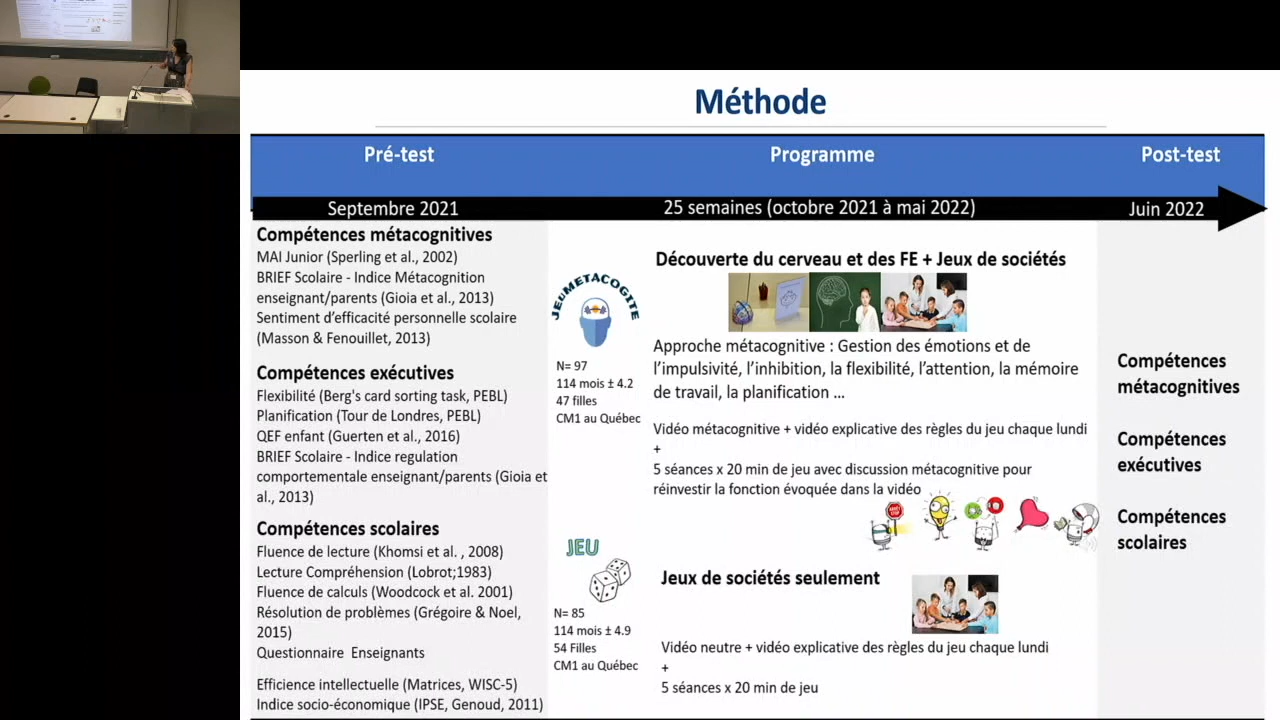 Méthode
Pré-test
Programme
Post-test
Septembre 2021
25 semaines (octobre 2021 à mai 2022)
Juin 2022
Compétences métacognitives
MAI Junior (Sperling et al., 2002)
BRIEF Scolaire - Indice Métacognition
enseignant/parents (Gioia et al., 2013)
Sentiment d’efficacité personnelle scolaire
(Masson & Fenouillet, 2013)
Compétences exécutives
Flexibilité (Berg's card sorting task, PEBL)
Planification (Tour de Londres, PEBL)
QEF enfant (Guerten et al., 2016)
BRIEF Scolaire - Indice regulation
comportementale enseignant/parents (Gioia et
al., 2013)
Compétences scolaires
Fluence de lecture (Khomsi et al. , 2008)
Lecture Compréhension (Lobrot;1983)
Fluence de calculs (Woodcock et al. 2001)
Résolution de problèmes (Grégoire & Noel,
2015)
Questionnaire Enseignants
Efficience intellectuelle (Matrices, WISC-5)
Indice socio-économique (IPSE, Genoud, 2011)
JEUMETACOGITE
N= 97
114 mois ± 4.2
47 filles
CM1 au Québec
JEU
N= 85
114 mois ± 4.9
54 Filles
CM1 au Québec
Découverte du cerveau et des FE + Jeux de sociétés
Approche métacognitive : Gestion des émotions et de
l’impulsivité, l’inhibition, la flexibilité, l’attention, la mémoire
de travail, la planification ...
Vidéo métacognitive + vidéo explicative des règles du jeu chaque lundi
+
5 séances x 20 min de jeu avec discussion métacognitive pour
réinvestir la fonction évoquée dans la vidéo
Jeux de sociétés seulement
Vidéo neutre + vidéo explicative des règles du jeu chaque lundi
+
5 séances x 20 min de jeu
Compétences
métacognitives
Compétences
exécutives
Compétences
scolaires